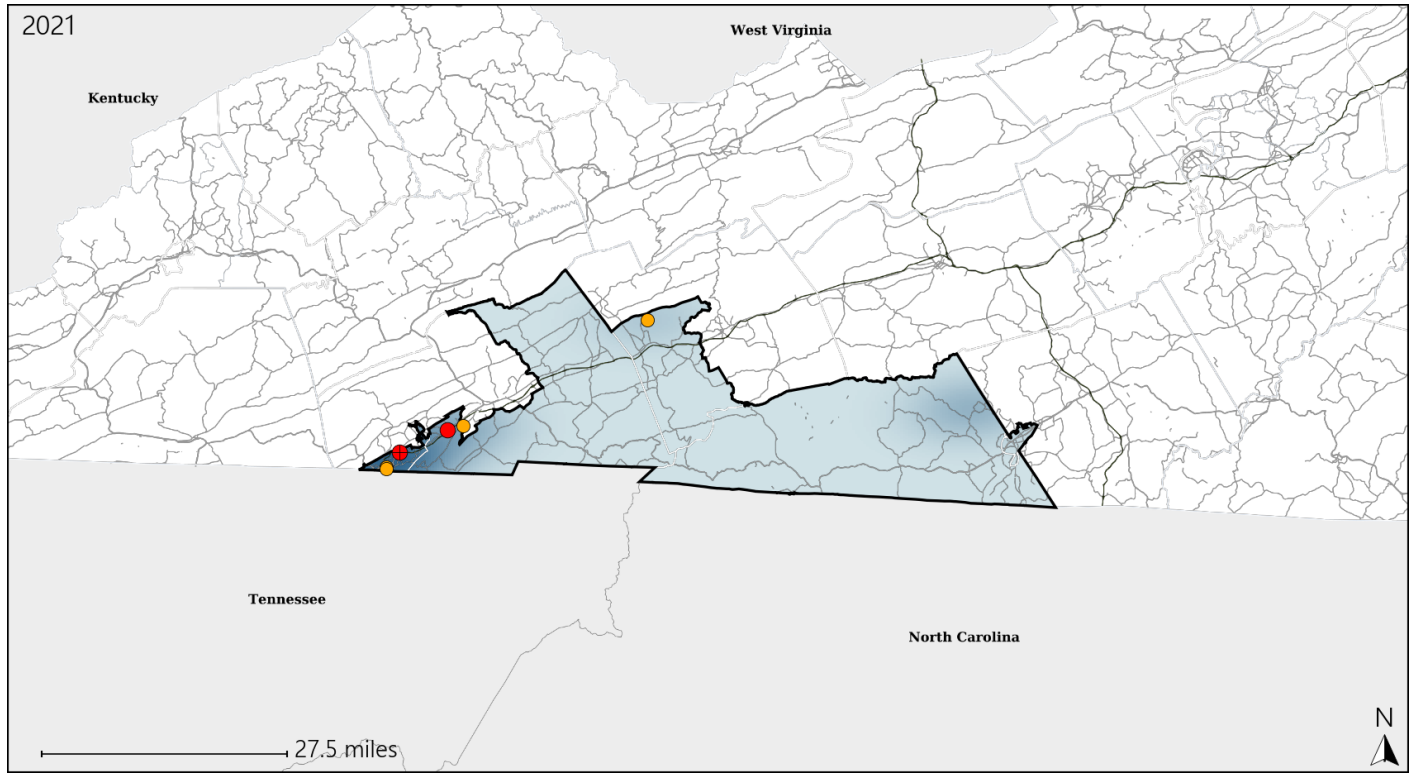 2021
West Virginia
Kentucky
Tennessee
North Carolina
N
27.5 miles